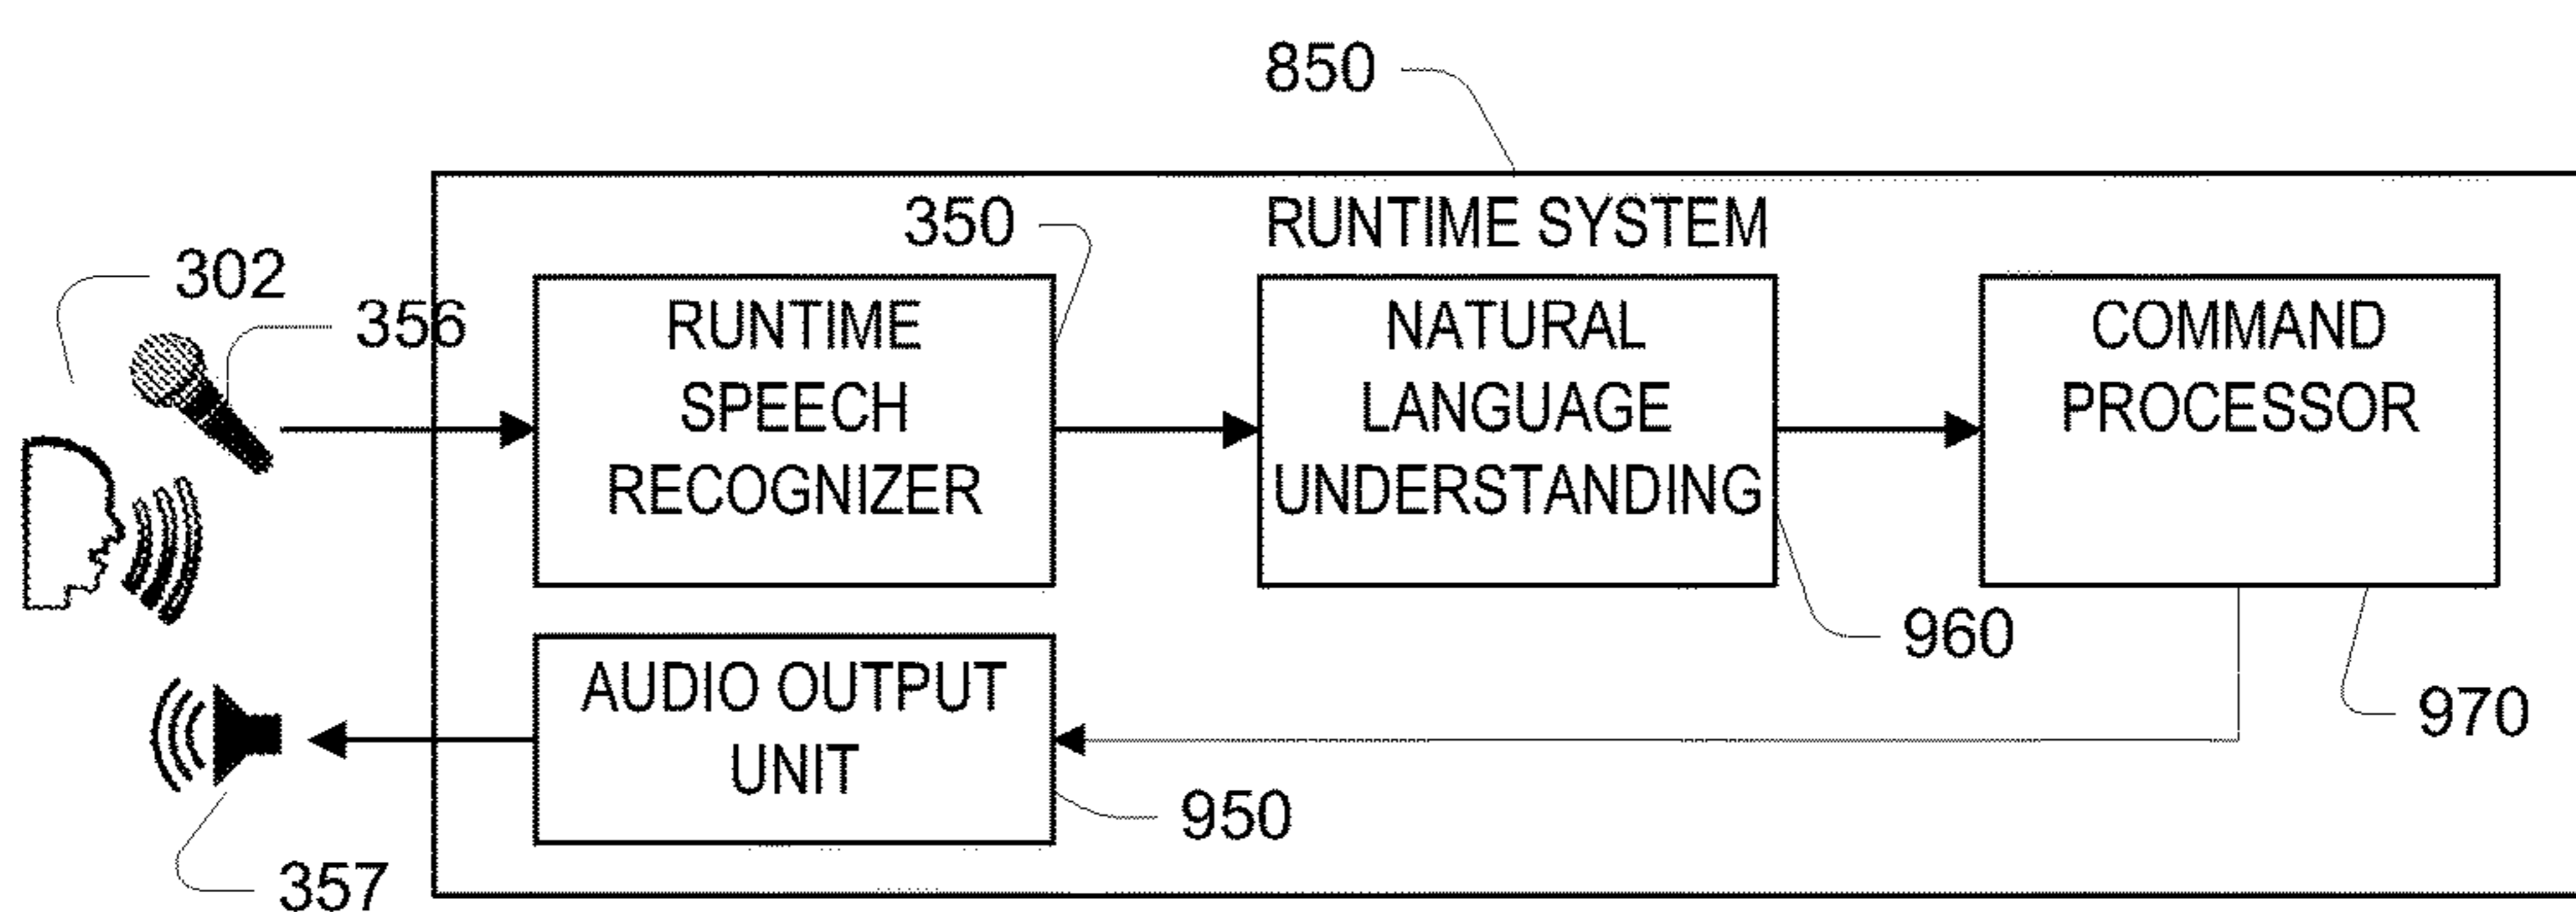 850
RUNTIME SYSTEM
350
302
356
RUNTIME
SPEECH
RECOGNIZER
NATURAL
LANGUAGE
UNDERSTANDING
COMMAND
PROCESSOR
960
970
AUDIO OUTPUT
UNIT
950
357